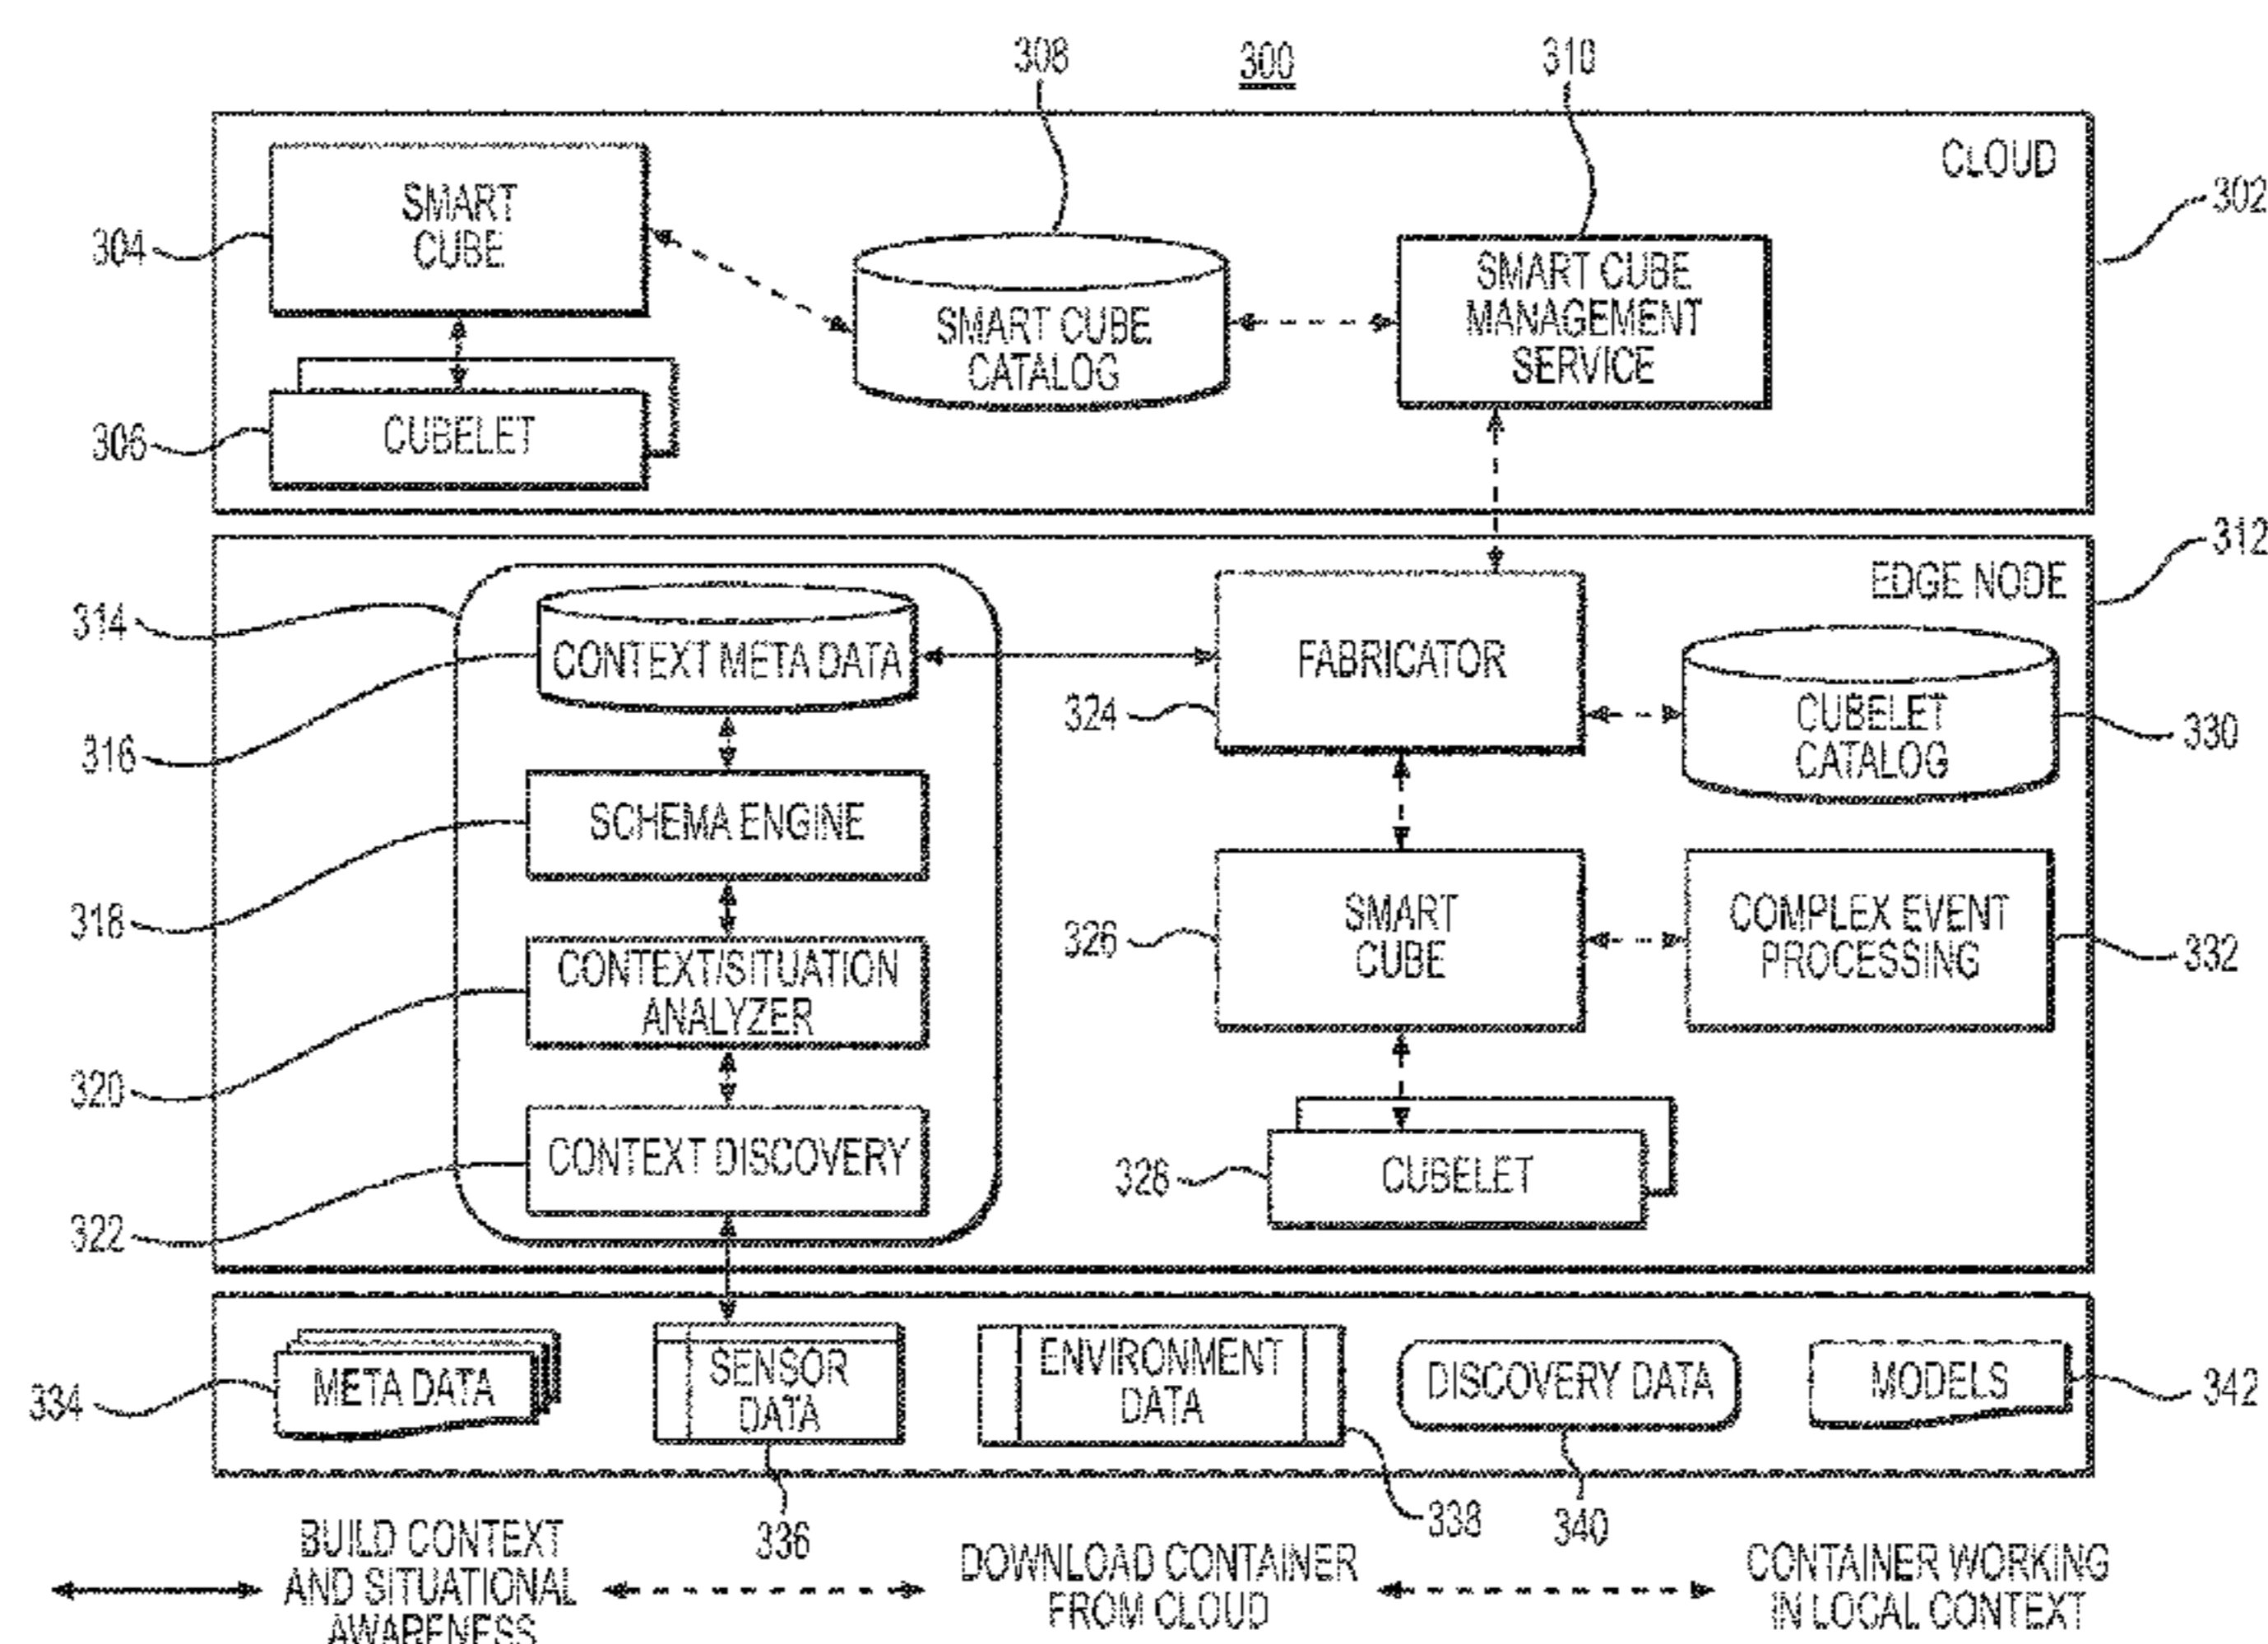 308
300
310
CLOUD
302
304
SMART
CUBE
SMART CUBE
CATALOG
SMART CUBE
MANAGEMENT
SERVICE
306
CUBELET
312
EDGE NODE
314
CONTEXT META DATA
FABRICATOR
324
CUBELET
CATALOG
330
316
SCHEMA ENGINE
318
CONTEXT/SITUATION
ANALYZER
326
SMART
CUBE
COMPLEX EVENT
PROCESSING
332
320
CONTEXT DISCOVERY
328
CUBELET
322
334
META DATA
SENSOR
DATA
ENVIRONMENT
DATA
DISCOVERY DATA
MODELS
342
336
338
340
BUILD CONTEXT
AND SITUATIONAL
AWARENESS
DOWNLOAD CONTAINER
FROM CLOUD
CONTAINER WORKING
IN LOCAL CONTEXT